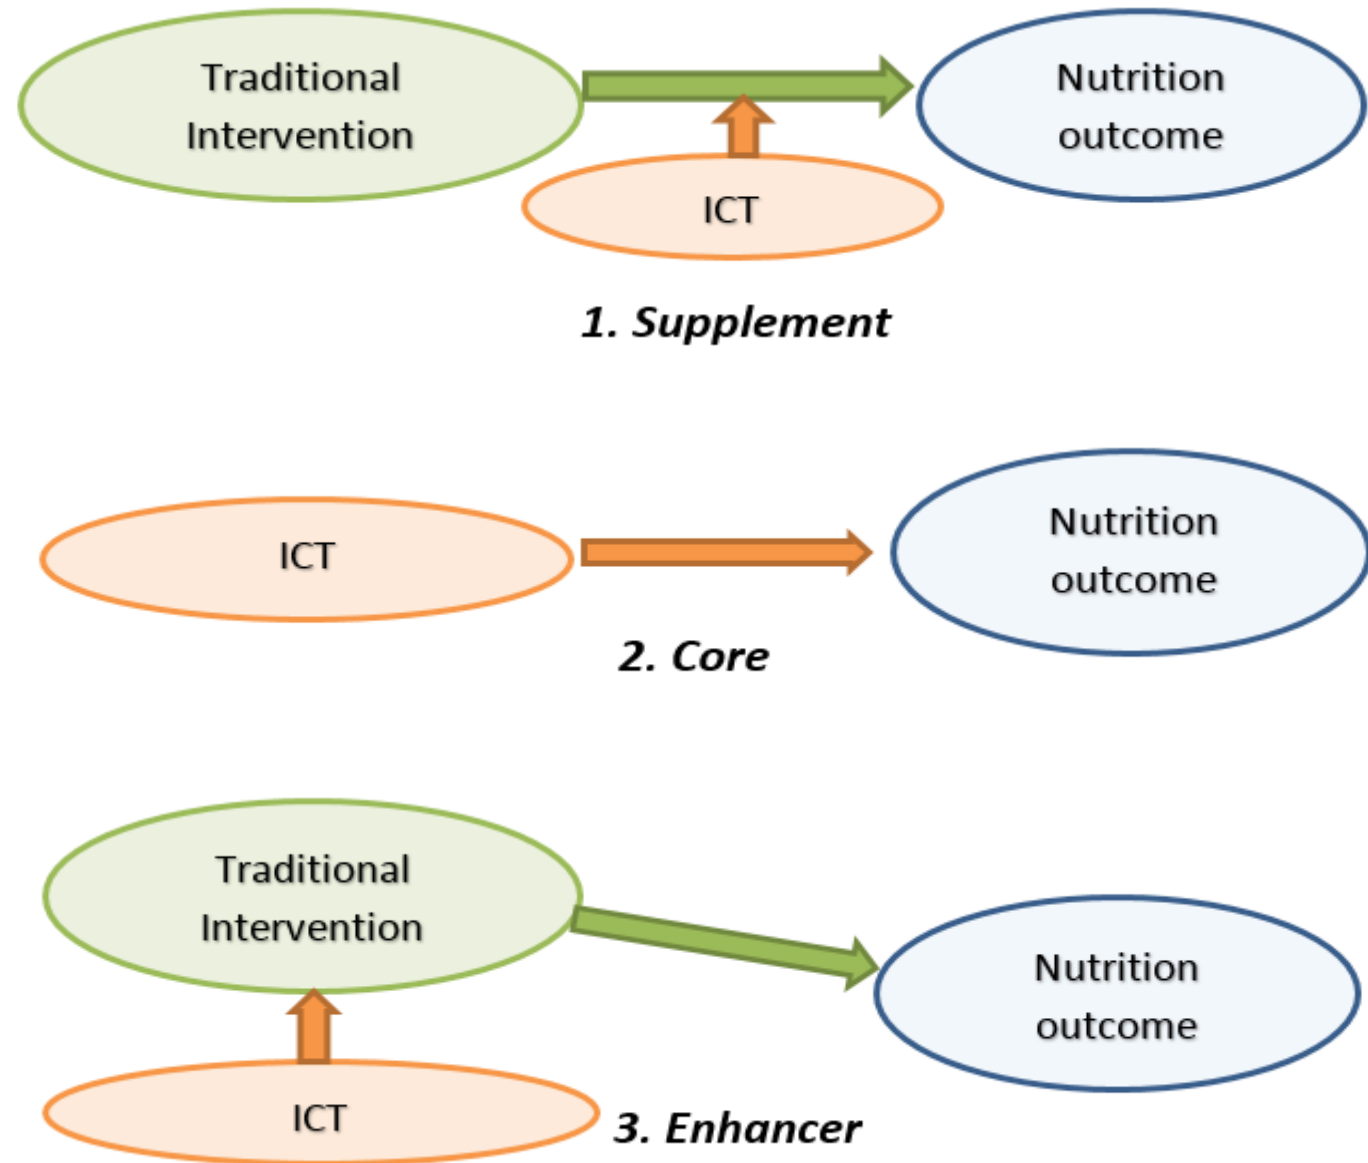 Traditional
Intervention
Nutrition
outcome
ICT
1. Supplement
ICT
Nutrition
outcome
2. Core
Traditional
Intervention
Nutrition
outcome
ICT
3. Enhancer